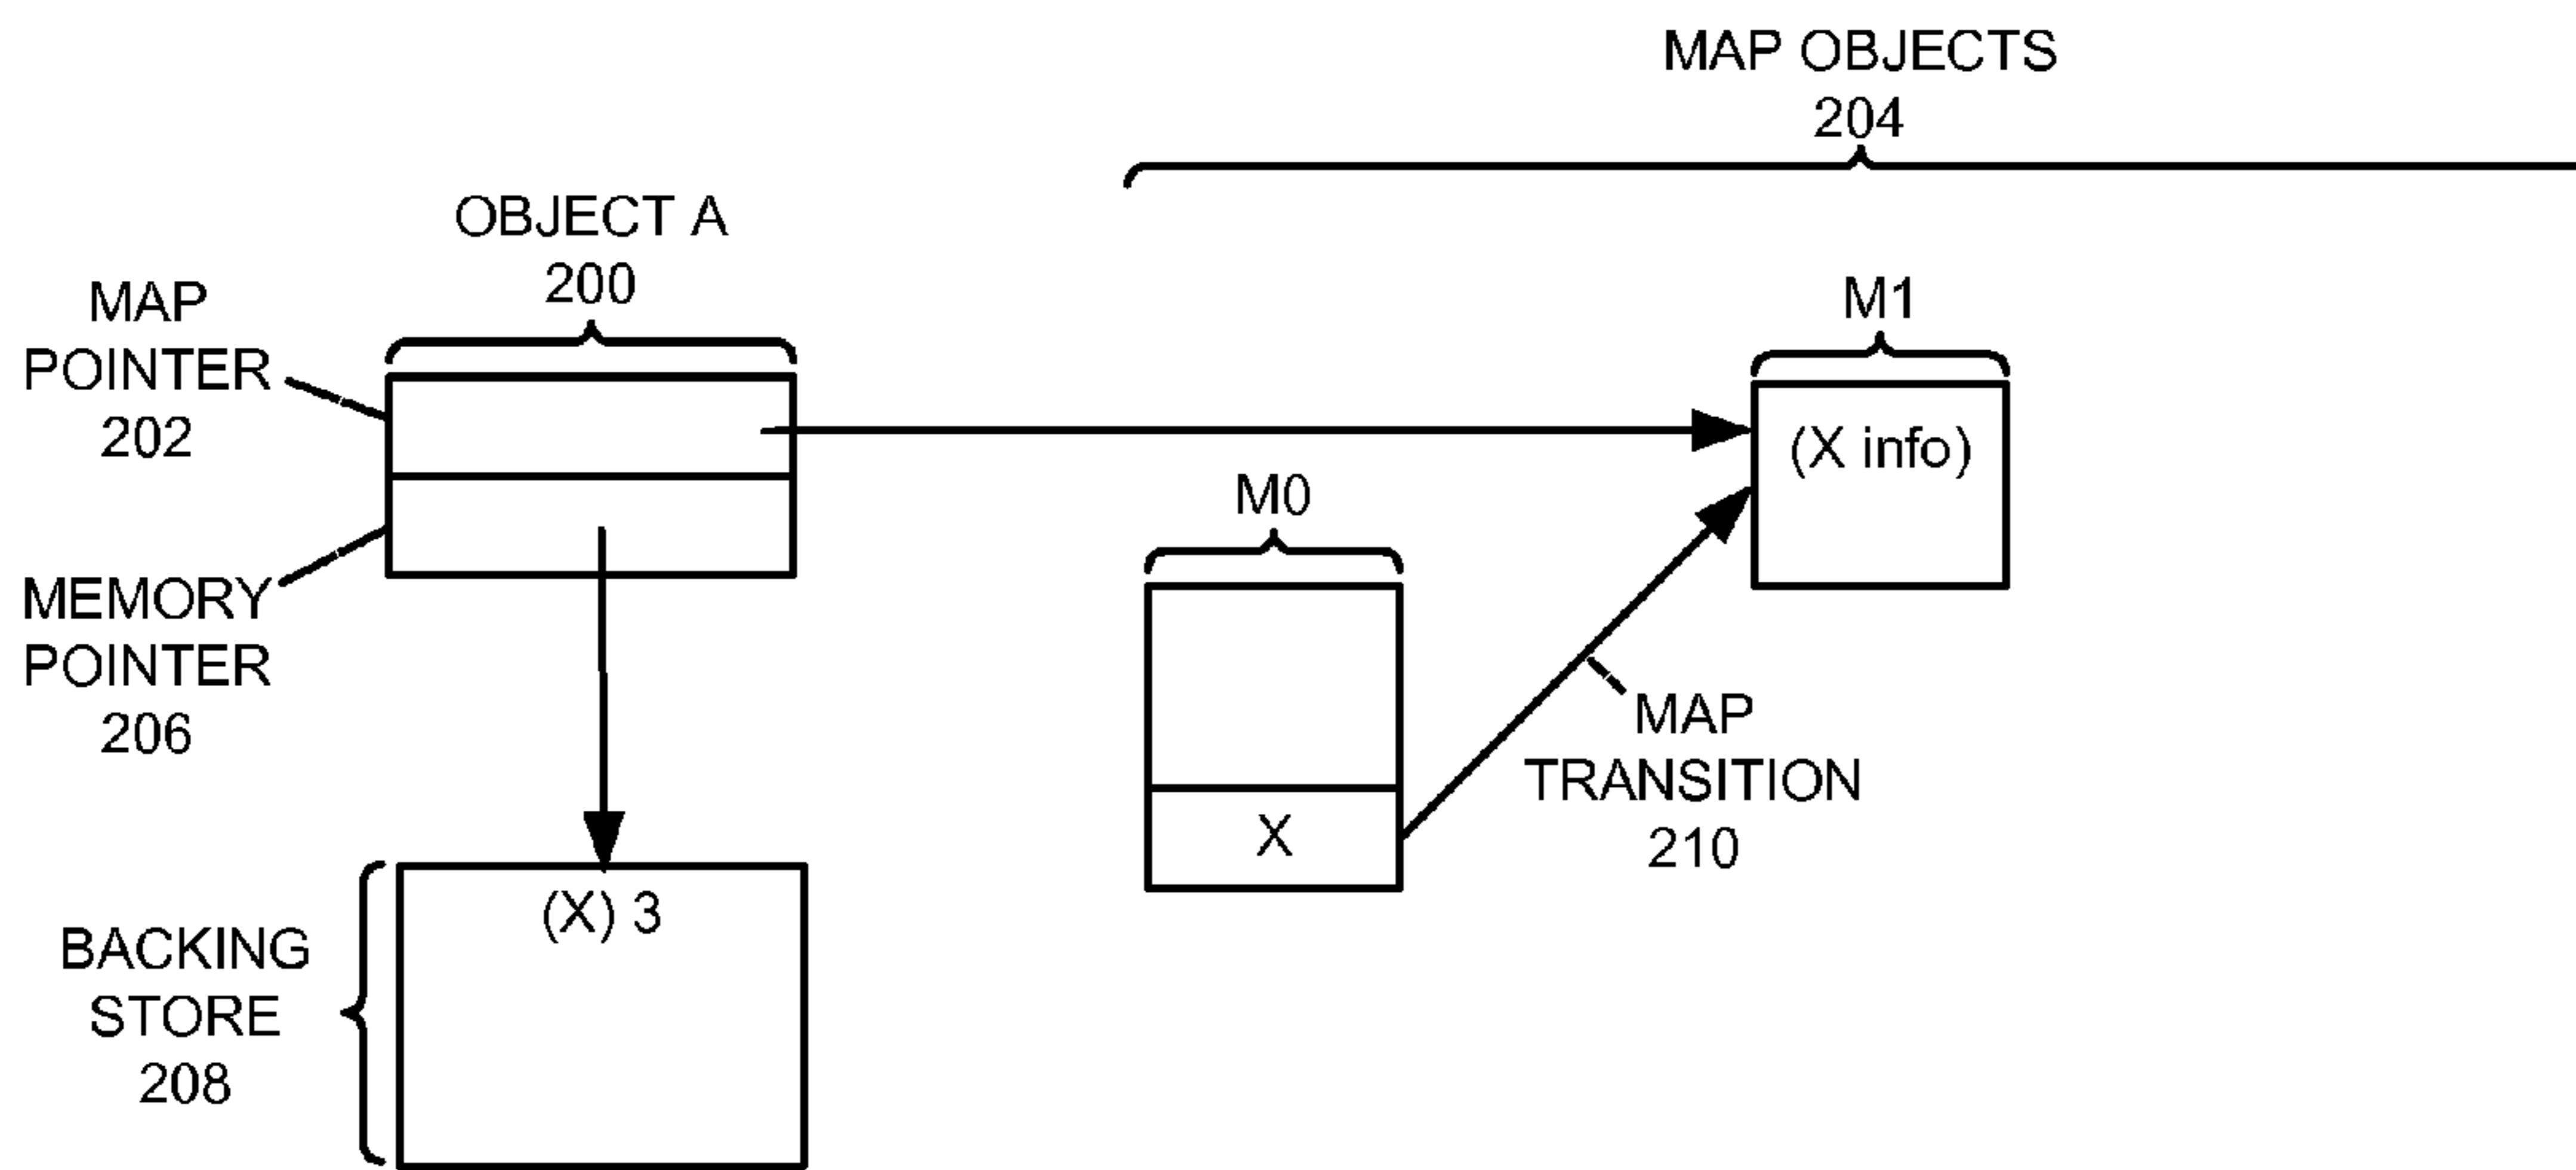 MAP OBJECTS
204
OBJECT A
200
MAP
POINTER
202
M1
(X info)
M0
MEMORY
POINTER
206
MAP
TRANSITION
210
X
(X) 3
BACKING
STORE
208